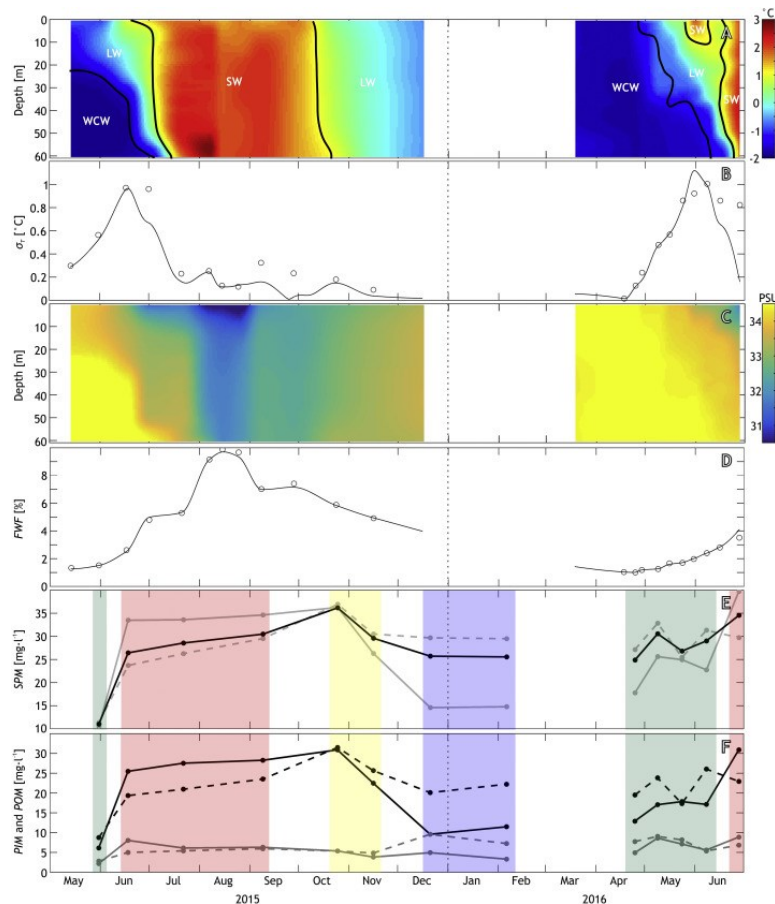 °C
0
10
20
30
40
50
60
Depth [m]
LW
WCW
SW
LW
WCW
SW
LW
SW
A
3
2
1
0
-1
-2
B
1
0.8
0.6
0.4
0.2
0
σT [°C]
C
PSU
10
20
30
40
50
60
Depth [m]
34
33
32
31
D
8
6
4
2
0
FWF [%]
E
35
30
25
20
15
10
SPM [mg·l⁻¹]
F
30
25
20
15
10
5
0
PIM and POM [mg·l⁻¹]
May Jun Jul Aug Sep Oct Nov Dec Jan Feb Mar Apr May Jun
2015 2016